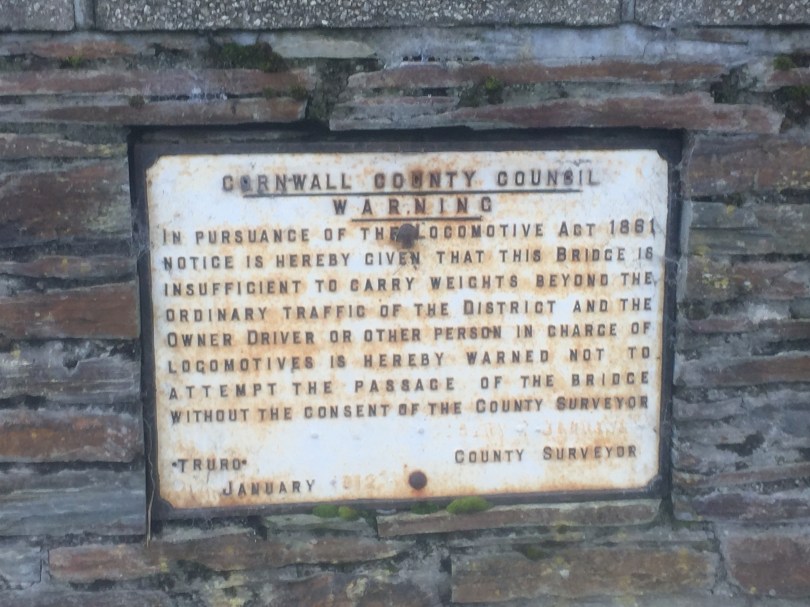 CORNWALL COUNTY COUNCIL
WARNING
IN PURSUANCE OF THE LOCOMOTIVE ACT 1861
NOTICE IS HEREBY GIVEN THAT THIS BRIDGE IS
INSUFFICIENT TO CARRY WEIGHTS BEYOND THE
ORDINARY TRAFFIC OF THE DISTRICT AND THE
OWNER DRIVER OR OTHER PERSON IN CHARGE OF
LOCOMOTIVES IS HEREBY WARNED NOT TO
ATTEMPT THE PASSAGE OF THE BRIDGE
WITHOUT THE CONSENT OF THE COUNTY SURVEYOR
COUNTY SURVEYOR
•TRURO•
JANUARY